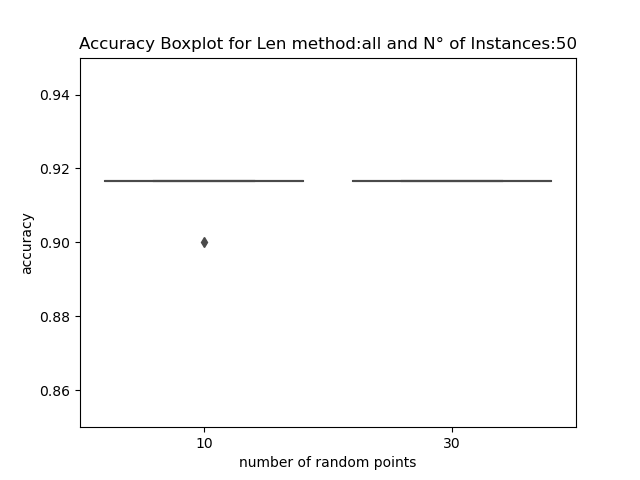 Accuracy Boxplot for Len method:all and N° of Instances:50
0.94
0.92
0.90
0.88
0.86
accuracy
10
30
number of random points